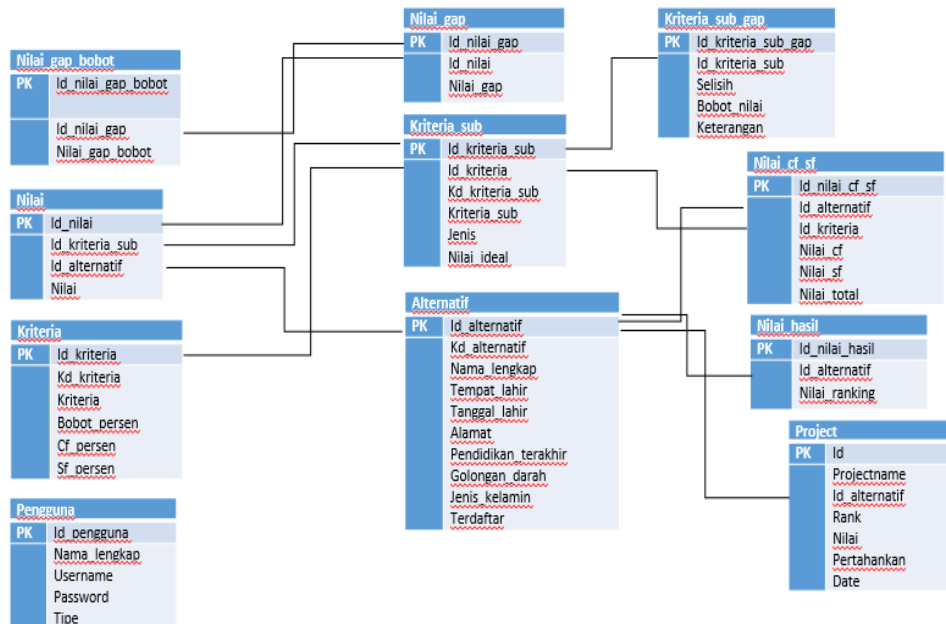 Nilai_gap_bobot
PK Id_nilai_gap_bobot
Id_nilai_gap
Nilai_gap_bobot
Nilai
PK Id_nilai
Id_kriteria_sub
Id_alternatif
Nilai
Kriteria
PK Id_kriteria
Kd_kriteria
Kriteria
Bobot_persen
Cf_persen
Sf_persen
Pengguna
PK Id_pengguna
Nama_lengkap
Username
Password
Tipe
Nilai_gap
PK Id_nilai_gap
Id_nilai
Nilai_gap
Kriteria_sub
PK Id_kriteria_sub
Id_kriteria
Kd_kriteria_sub
Kriteria_sub
Jenis
Nilai_ideal
Alternatif
PK Id_alternatif
Kd_alternatif
Nama_lengkap
Tempat_lahir
Tanggal_lahir
Alamat
Pendidikan_terakhir
Golongan_darah
Jenis_kelamin
Terdaftar
Kriteria_sub_gap
PK Id_kriteria_sub_gap
Id_kriteria_sub
Selisih
Bobot_nilai
Keterangan
Nilai_cf_sf
PK Id_nilai_cf_sf
Id_alternatif
Id_kriteria
Nilai_cf
Nilai_sf
Nilai_total
Nilai_hasil
PK Id_nilai_hasil
Id_alternatif
Nilai_ranking
Project
PK Id
Projectname
Id_alternatif
Rank
Nilai
Pertahankan
Date